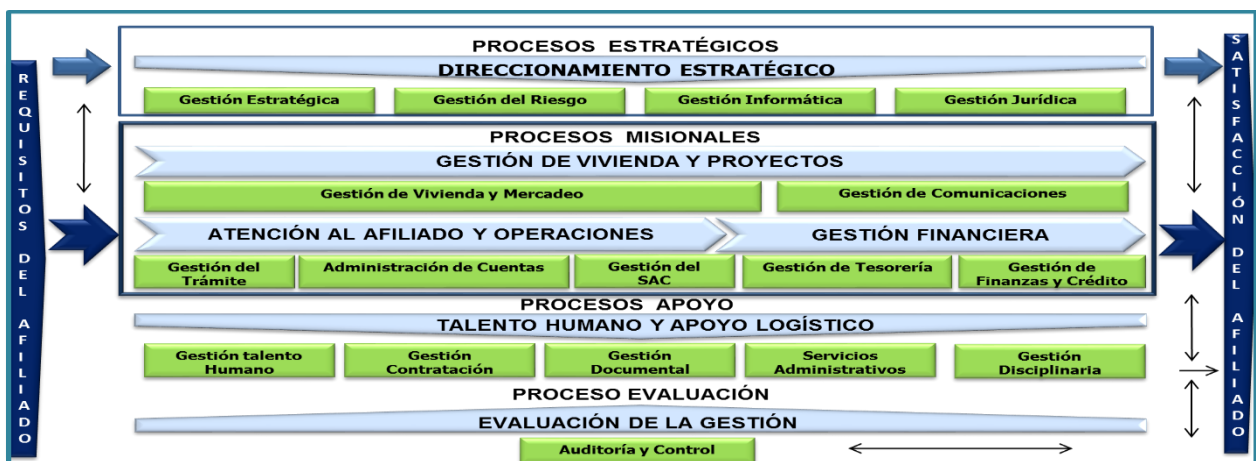 REQUISITOS DEL AFILIADO
PROCESOS ESTRATÉGICOS
DIRECCIONAMIENTO ESTRATÉGICO
Gestión Estratégica
Gestión del Riesgo
Gestión Informática
Gestión Jurídica
PROCESOS MISIONALES
GESTIÓN DE VIVIENDA Y PROYECTOS
Gestión de Vivienda y Mercadeo
Gestión de Comunicaciones
ATENCIÓN AL AFILIADO Y OPERACIONES
GESTIÓN FINANCIERA
Gestión del
Trámite
Administración de Cuentas
Gestión del
SAC
Gestión de Tesorería
Gestión de
Finanzas y Crédito
PROCESOS APOYO
TALENTO HUMANO Y APOYO LOGÍSTICO
Gestión talento
Humano
Gestión
Contratación
Gestión
Documental
Servicios
Administrativos
Gestión
Disciplinaria
PROCESO EVALUACIÓN
EVALUACIÓN DE LA GESTIÓN
Auditoría y Control
SATISFACCIÓN DEL AFILIADO